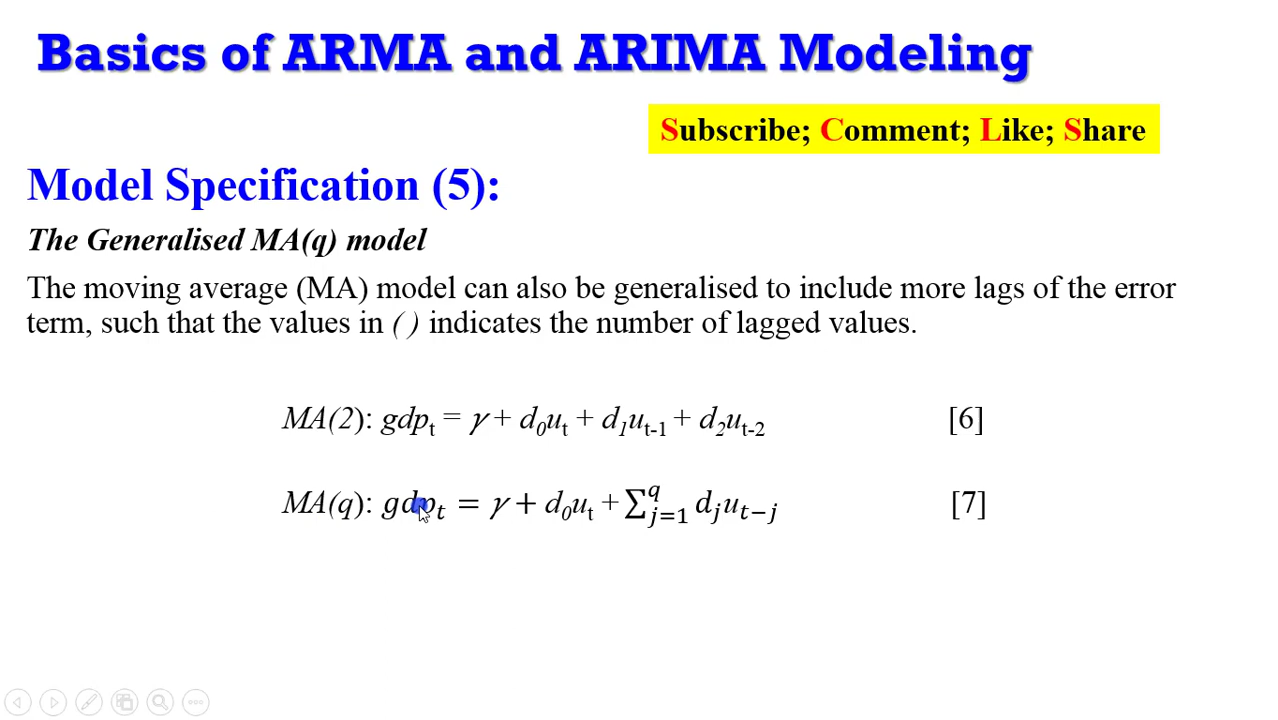 Basics of ARMA and ARIMA Modeling
Subscribe; Comment; Like; Share
Model Specification (5):
The Generalised MA(q) model
The moving average (MA) model can also be generalised to include more lags of the error
term, such that the values in ( ) indicates the number of lagged values.
MA(2): gdpₜ = γ + d₀uₜ + d₁uₜ₋₁ + d₂uₜ₋₂ [6]
MA(q): gdpₜ = γ + d₀uₜ + ∑_{j=1}^{q} d_j u_{t−j} [7]